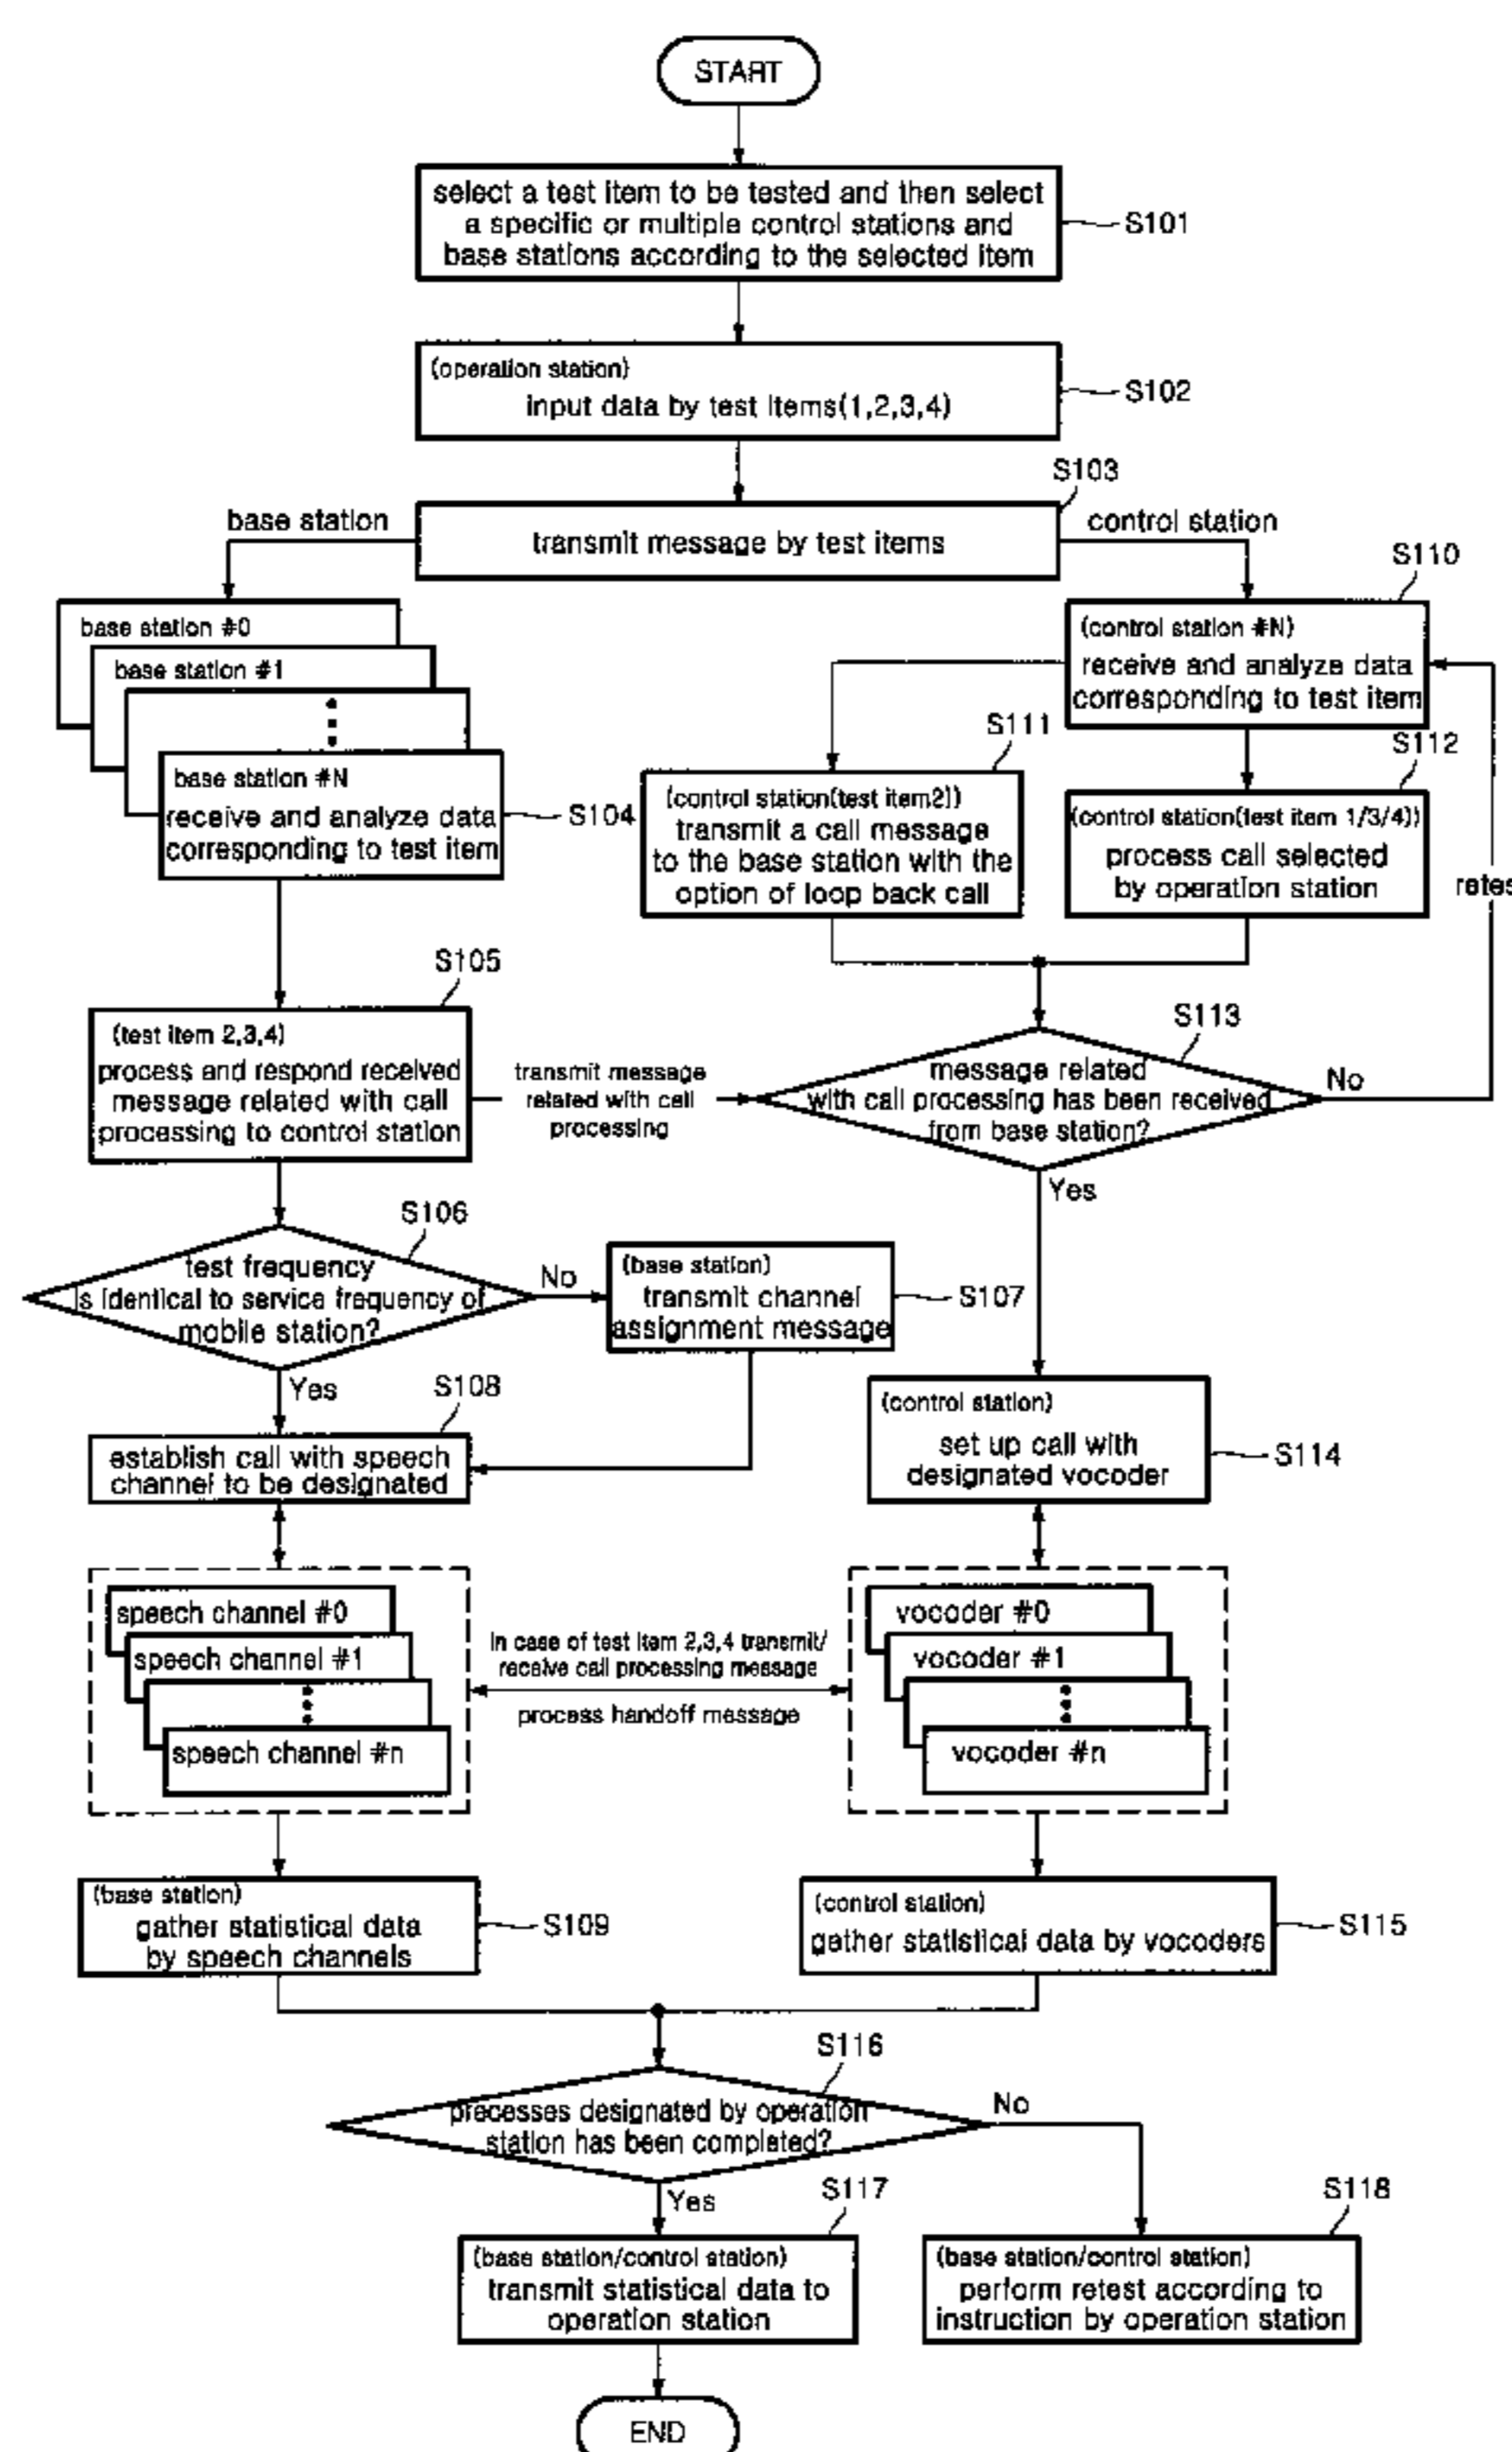 START
select a test item to be tested and then select
a specific or multiple control stations and
base stations according to the selected item
S101
(operation station)
input data by test items(1,2,3,4)
S102
S103
transmit message by test items
base station
control station
base station #0
base station #1
base station #N
receive and analyze data
corresponding to test item
S104
S110
(control station #N)
receive and analyze data
corresponding to test item
S111
(control station(test item2))
transmit a call message
to the base station with the
option of loop back call
S112
(control station(test item 1/3/4))
process call selected
by operation station
S105
(test item 2,3,4)
process and respond received
message related with call
processing to control station
transmit message
related with call
processing
S113
message related
with call processing has been received
from base station?
No
Yes
S106
test frequency
is identical to service frequency of
mobile station?
No
Yes
(base station)
transmit channel
assignment message
S107
S108
establish call with speech
channel to be designated
(control station)
set up call with
designated vocoder
S114
speech channel #0
speech channel #1
speech channel #n
In case of test item 2,3,4 transmit/
receive call processing message
process handoff message
vocoder #0
vocoder #1
vocoder #n
(base station)
gather statistical data
by speech channels
S109
(control station)
gether statistical data by vocoders
S115
S116
precesses designated by operation
station has been completed?
No
Yes
S117
(base station/control station)
transmit statistical data to
operation station
S118
(base station/control station)
perform retest according to
instruction by operation station
END